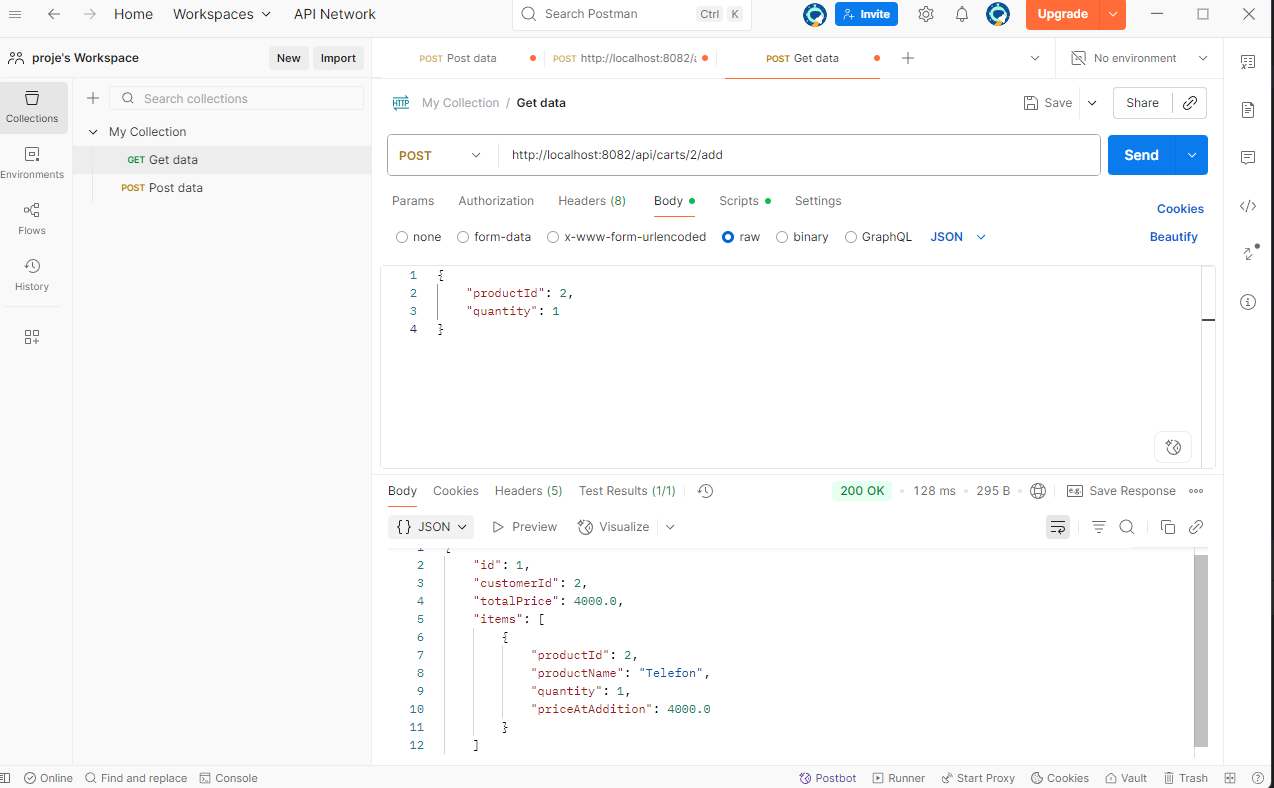 Home Workspaces API Network Search Postman Ctrl K Invite Upgrade
proje's Workspace New Import POST Post data POST http://localhost:8082/a POST Get data No environment
Collections
Environments
Flows
History
Search collections
My Collection
GET Get data
POST Post data
My Collection / Get data Save Share
POST http://localhost:8082/api/carts/2/add Send
Params Authorization Headers (8) Body Scripts Settings Cookies
none form-data x-www-form-urlencoded raw binary GraphQL JSON Beautify
1 {
2 "productId": 2,
3 "quantity": 1
4 }
Body Cookies Headers (5) Test Results (1/1) 200 OK 128 ms 295 B Save Response
{} JSON Preview Visualize
1 {
2 "id": 1,
3 "customerId": 2,
4 "totalPrice": 4000.0,
5 "items": [
6 {
7 "productId": 2,
8 "productName": "Telefon",
9 "quantity": 1,
10 "priceAtAddition": 4000.0
11 }
12 ]
Online Find and replace Console Postbot Runner Start Proxy Cookies Vault Trash